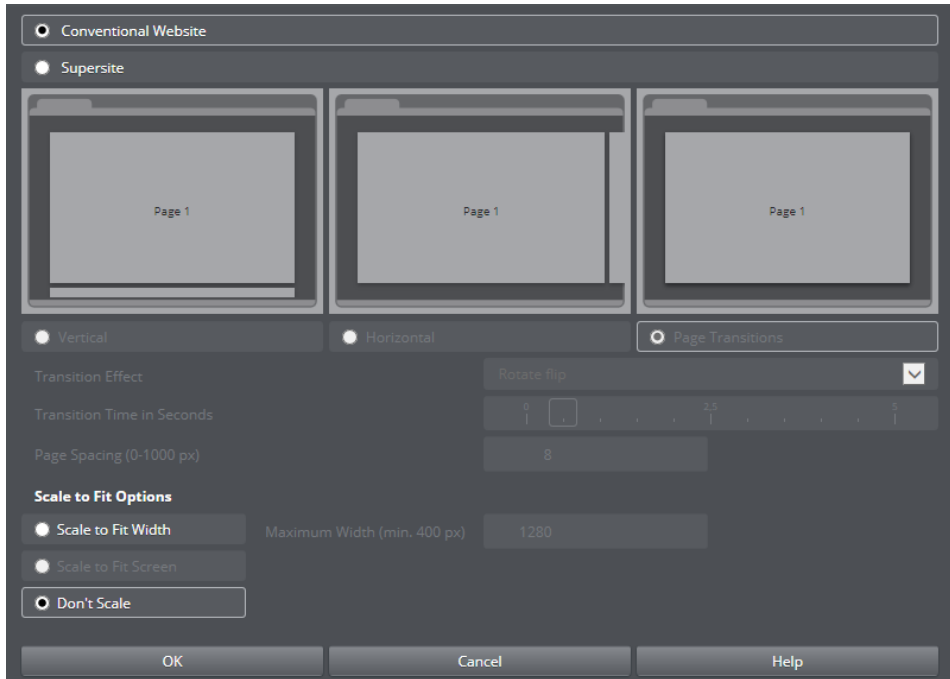 Conventional Website
Supersite
Page 1 Page 1 Page 1
Vertical Horizontal Page Transitions
Transition Effect Rotate flip
Transition Time in Seconds 0 2.5 5
Page Spacing (0-1000 px) 8
Scale to Fit Options
Scale to Fit Width Maximum Width (min. 400 px) 1280
Scale to Fit Screen
Don't Scale
OK Cancel Help